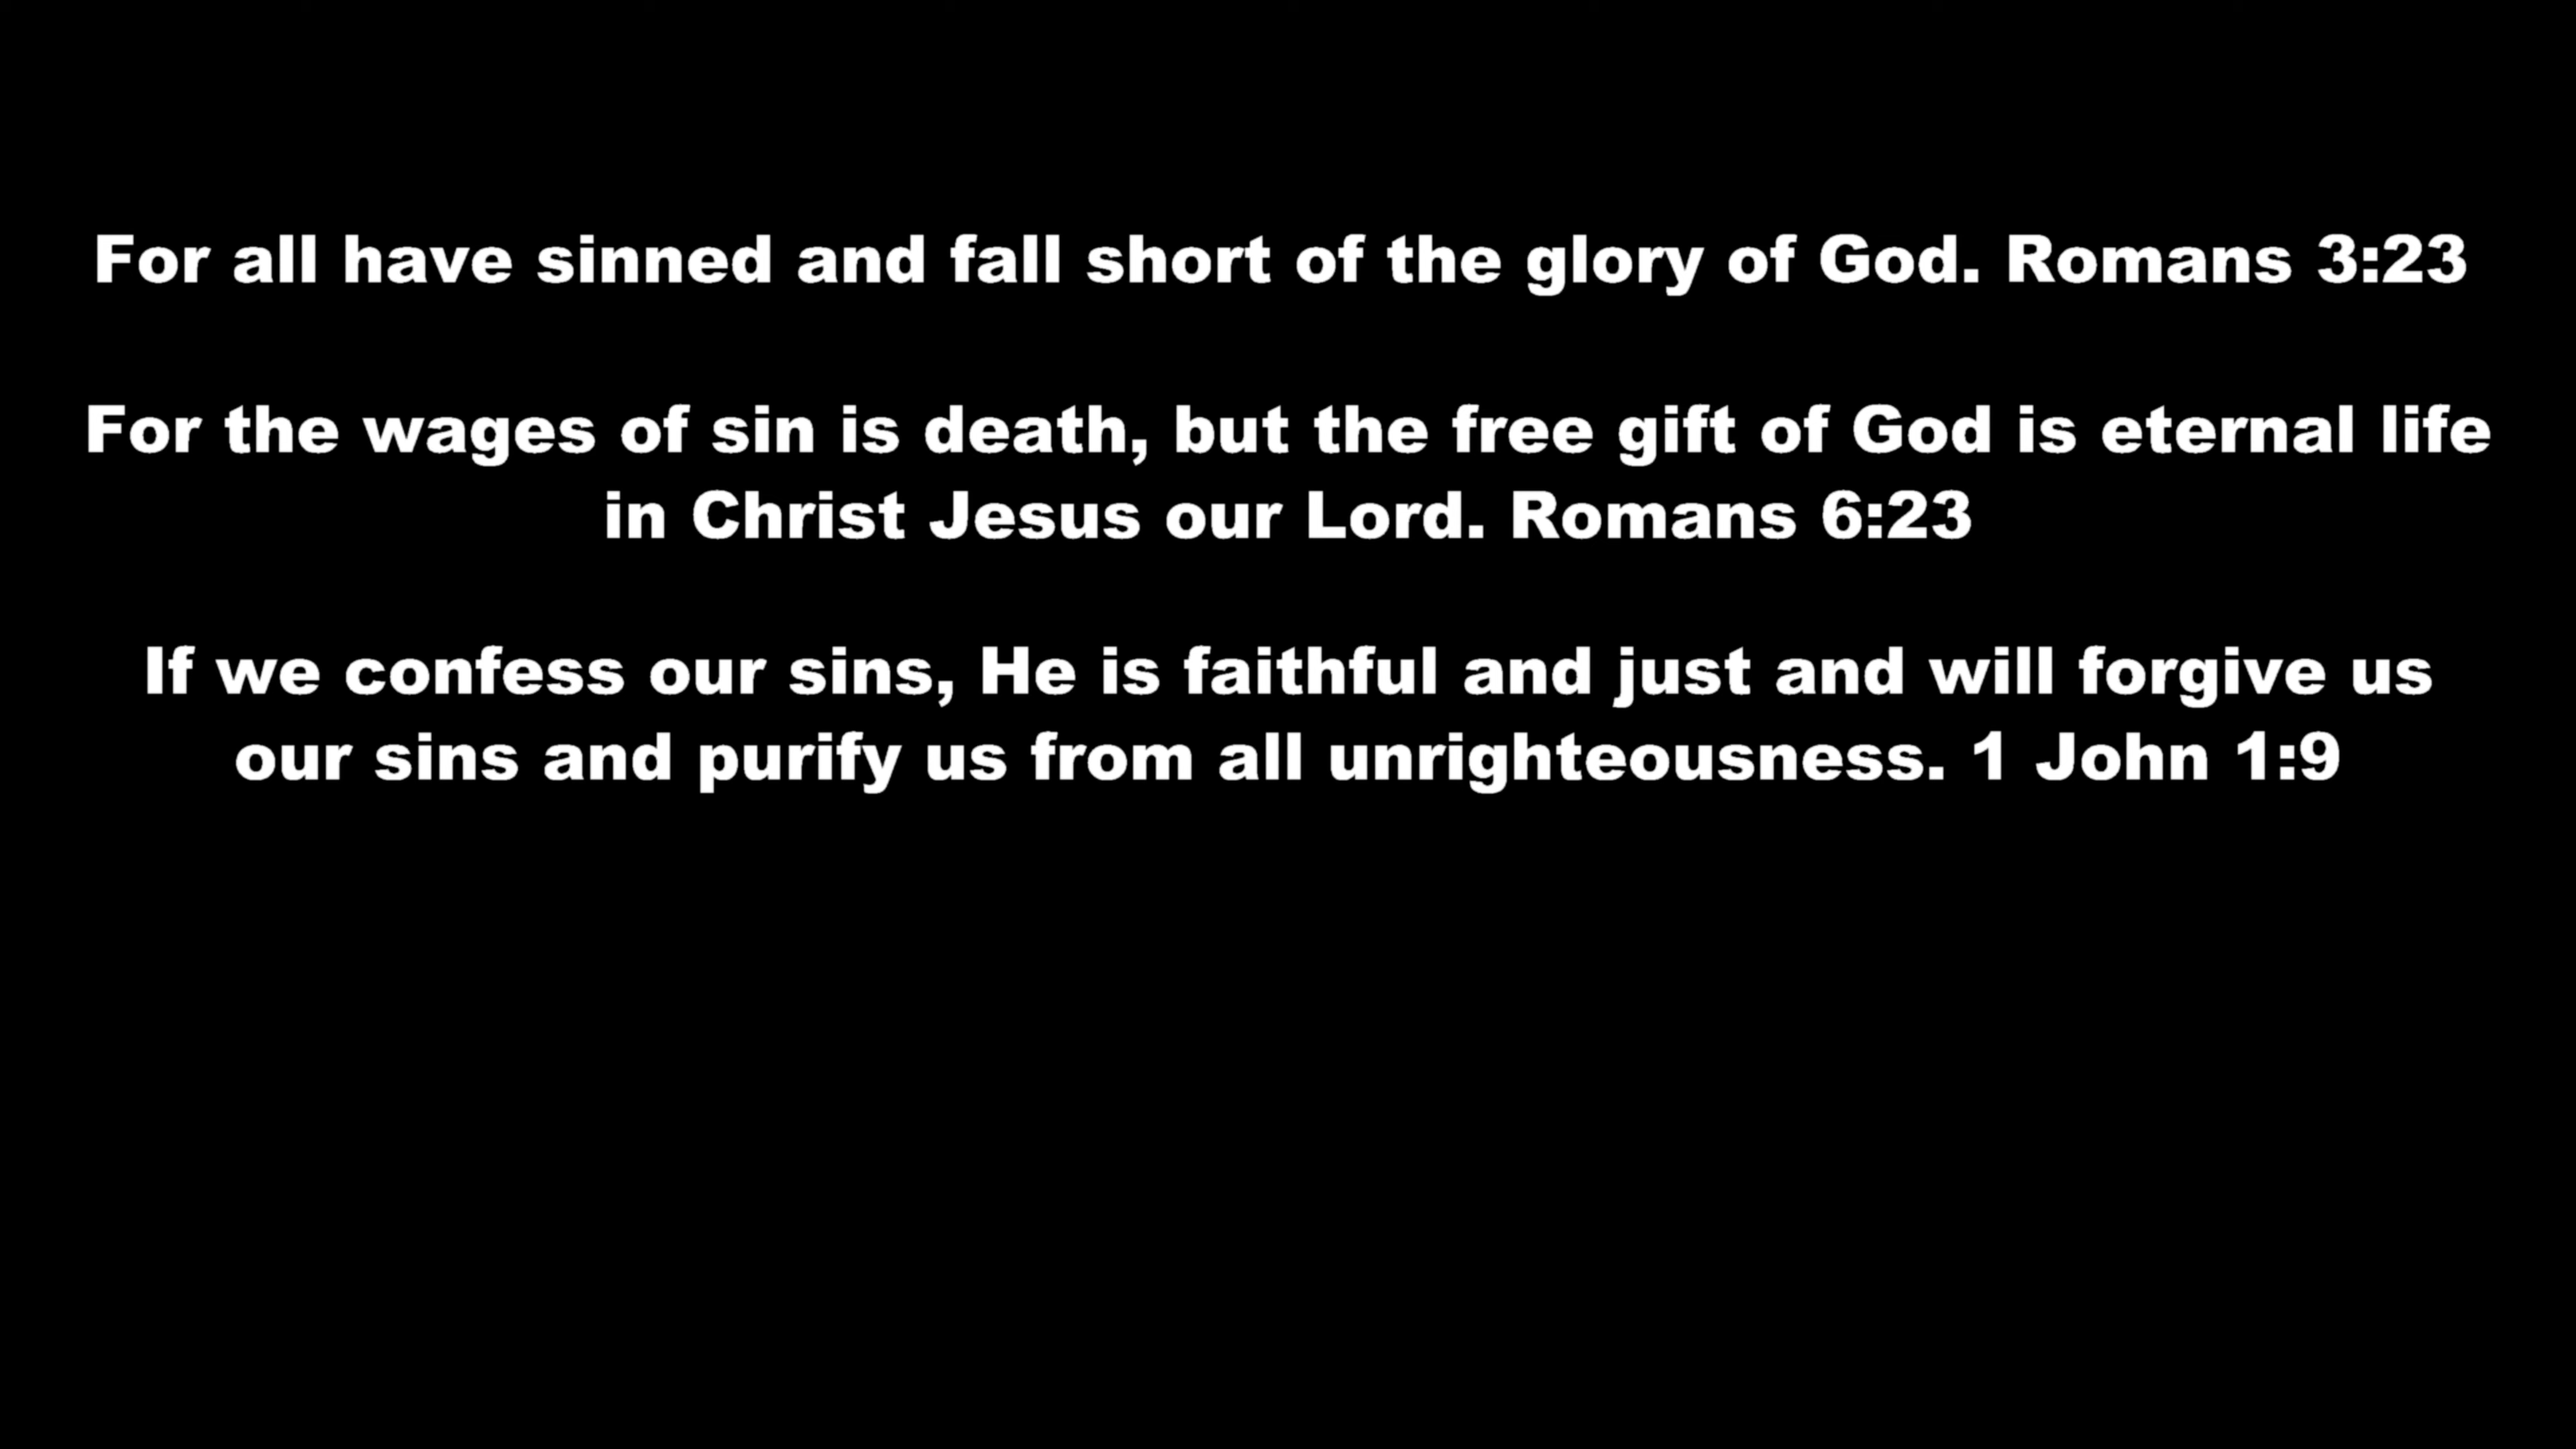 For all have sinned and fall short of the glory of God. Romans 3:23
For the wages of sin is death, but the free gift of God is eternal life
in Christ Jesus our Lord. Romans 6:23
If we confess our sins, He is faithful and just and will forgive us
our sins and purify us from all unrighteousness. 1 John 1:9